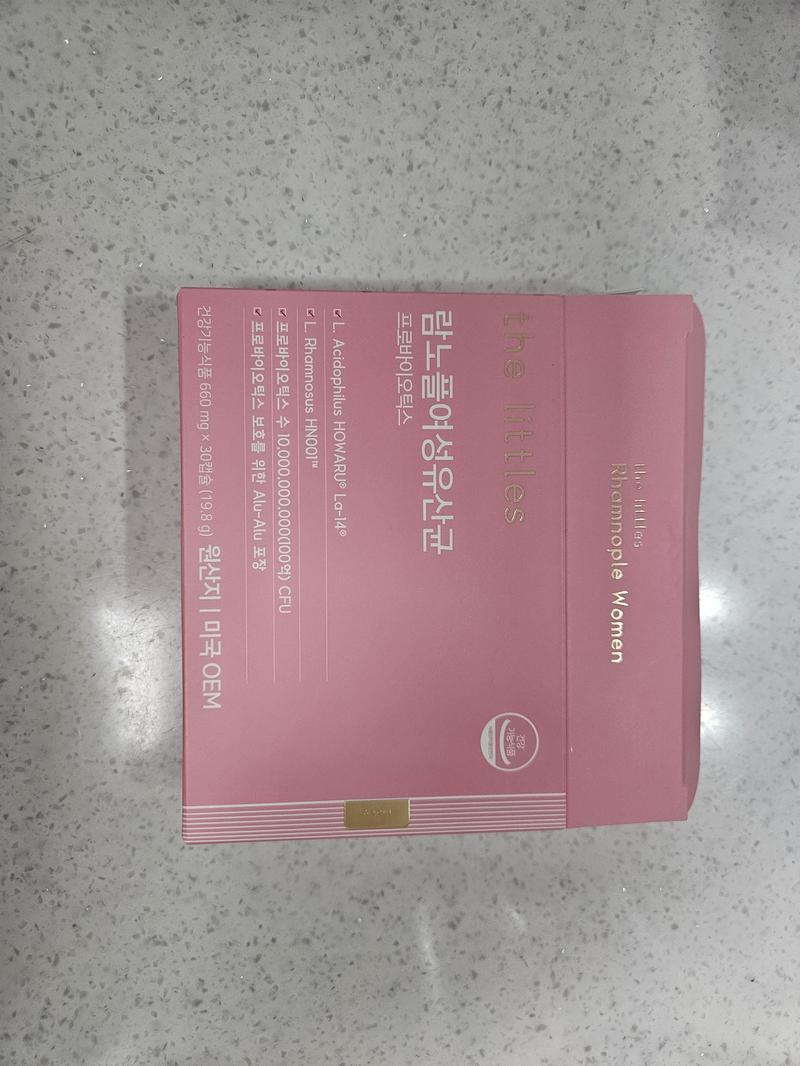 the littles
Rhamnople Women
the littles
람노플여성유산균
프로바이오틱스
L. Acidophilus HOWARU® La-14®
L. Rhamnosus HN001™
프로바이오틱스 수 10,000,000,000(100억) CFU
프로바이오틱스 보호를 위한 Alu-Alu 포장
건강기능식품 660 mg × 30캡슐 (19.8 g) 원산지 | 미국 OEM
건강
기능식품